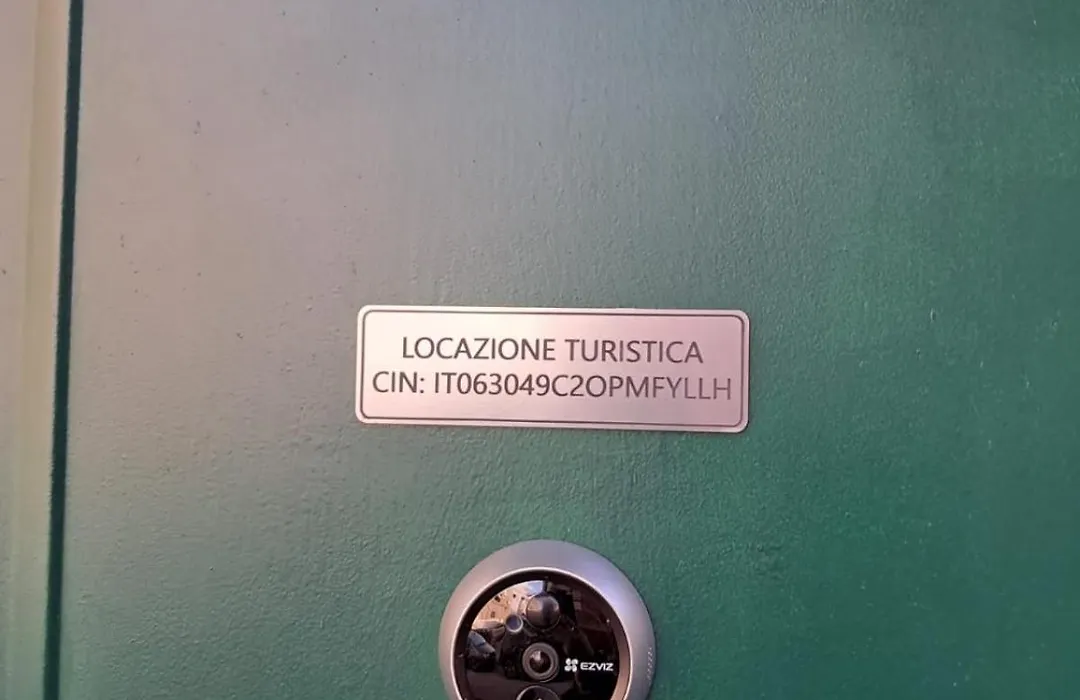 LOCAZIONE TURISTICA
CIN: IT063049C2OPMFYLLH
EZVIZ